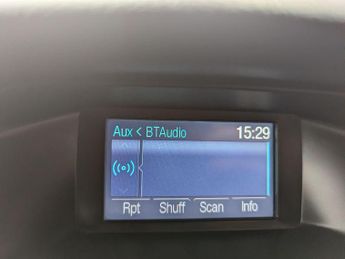 Aux < BTAudio 15:29
Rpt Shuff Scan Info